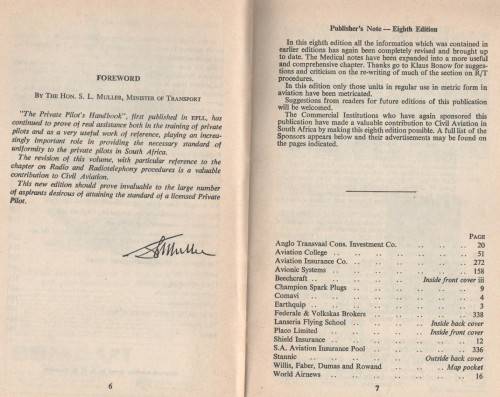 FOREWORD
BY THE HON. S. L. MULLER, MINISTER OF TRANSPORT
"The Private Pilot's Handbook", first published in EPLL, has
continued to prove of real assistance both in the training of private
pilots and as a very useful work of reference, playing an increas-
ingly important role in providing the necessary standard of
uniformity to the private pilots in South Africa.
The revision of this volume, with particular reference to the
chapter on Radio and Radiotelephony procedures is a valuable
contribution to Civil Aviation.
This new edition should prove invaluable to the large number
of aspirants desirous of attaining the standard of a licensed Private
Pilot.
S L Muller
6
Publisher's Note — Eighth Edition
In this eighth edition all the information which was contained in
earlier editions has again been completely revised and brought up
to date. The Medical notes have been expanded into a more useful
and comprehensive chapter. Thanks go to Klaus Bonow for sugges-
tions and criticism on the re-writing of much of the section on R/T
procedures.
In this edition only those units in regular use in metric form in
aviation have been metricated.
Suggestions from readers for future editions of this publication
will be welcomed.
The Commercial Institutions who have again sponsored this
publication have made a valuable contribution to Civil Aviation in
South Africa by making this eighth edition possible. A full list of the
Sponsors appears below and their advertisements may be found on
the pages indicated.
PAGE
Anglo Transvaal Cons. Investment Co. .. .. .. 20
Aviation College .. .. .. .. .. .. 51
Aviation Insurance Co. .. .. .. .. .. 272
Avionic Systems .. .. .. .. .. .. 158
Beechcraft .. .. .. .. .. Inside front cover iii
Champion Spark Plugs .. .. .. .. .. 9
Comavi .. .. .. .. .. .. .. 4
Earthquip .. .. .. .. .. .. .. 3
Federale & Volkskas Brokers .. .. .. .. 338
Lanseria Flying School .. .. .. .. Inside back cover
Placo Limited .. .. .. .. .. Inside front cover
Shield Insurance .. .. .. .. .. .. 12
S.A. Aviation Insurance Pool .. .. .. .. 336
Stannic .. .. .. .. .. .. Outside back cover
Willis, Faber, Dumas and Rowand .. .. .. Map pocket
World Airnews .. .. .. .. .. .. 16
7